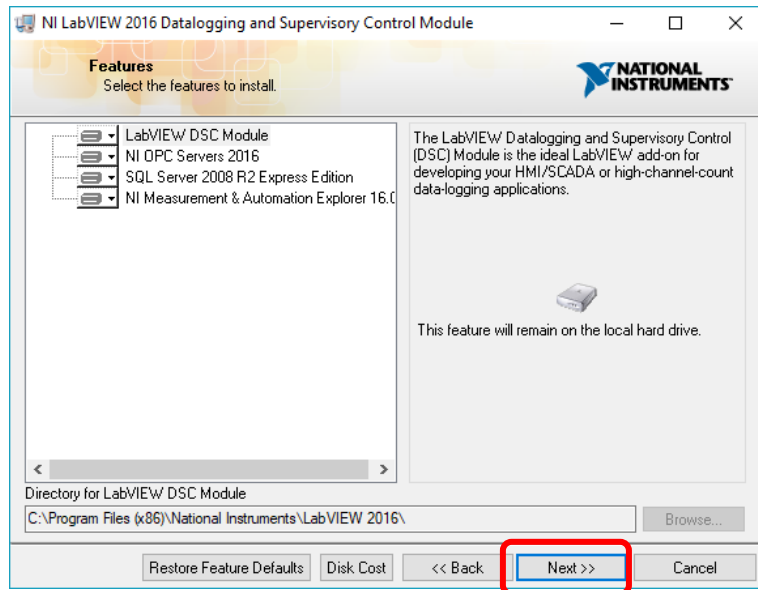 NI LabVIEW 2016 Datalogging and Supervisory Control Module
Features
Select the features to install.
NATIONAL
INSTRUMENTS
LabVIEW DSC Module
NI OPC Servers 2016
SQL Server 2008 R2 Express Edition
NI Measurement & Automation Explorer 16.0
The LabVIEW Datalogging and Supervisory Control
(DSC) Module is the ideal LabVIEW add-on for
developing your HMI/SCADA or high-channel-count
data-logging applications.
This feature will remain on the local hard drive.
Directory for LabVIEW DSC Module
C:\Program Files (x86)\National Instruments\LabVIEW 2016\
Browse...
Restore Feature Defaults
Disk Cost
<< Back
Next >>
Cancel